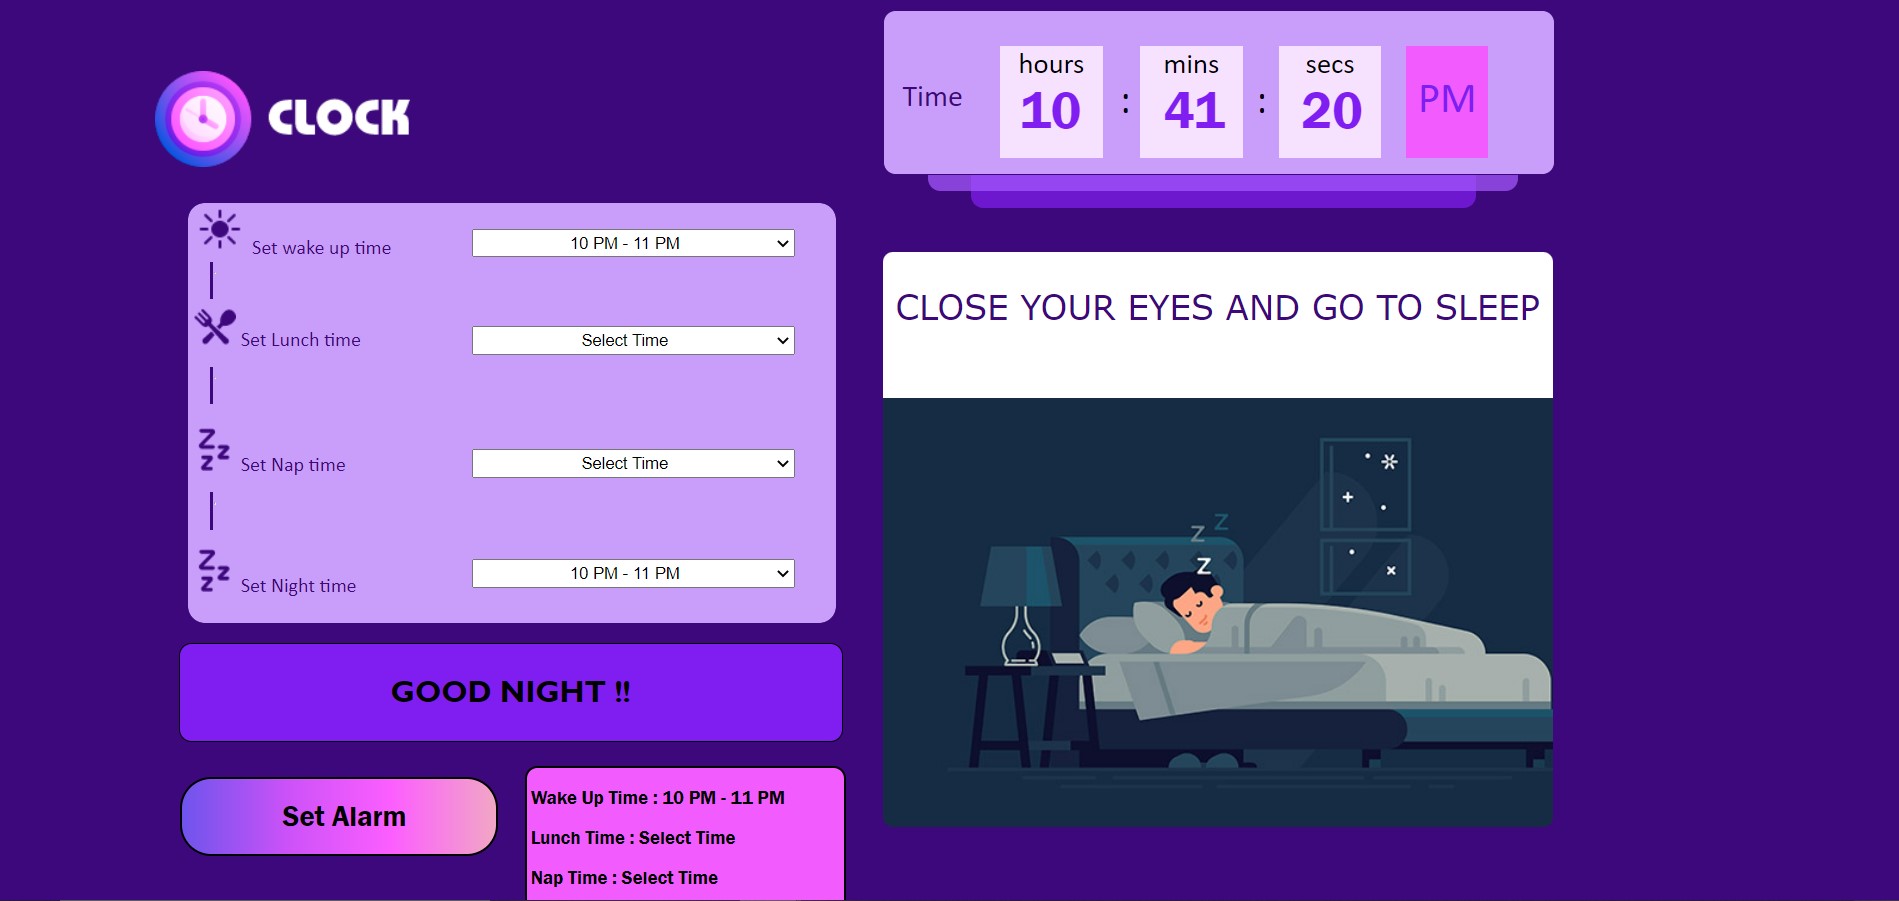 CLOCK
Time
hours
10
:
mins
41
:
secs
20
PM
Set wake up time
10 PM - 11 PM
Set Lunch time
Select Time
Set Nap time
Select Time
Set Night time
10 PM - 11 PM
GOOD NIGHT !!
Set Alarm
Wake Up Time : 10 PM - 11 PM
Lunch Time : Select Time
Nap Time : Select Time
CLOSE YOUR EYES AND GO TO SLEEP
z z
z